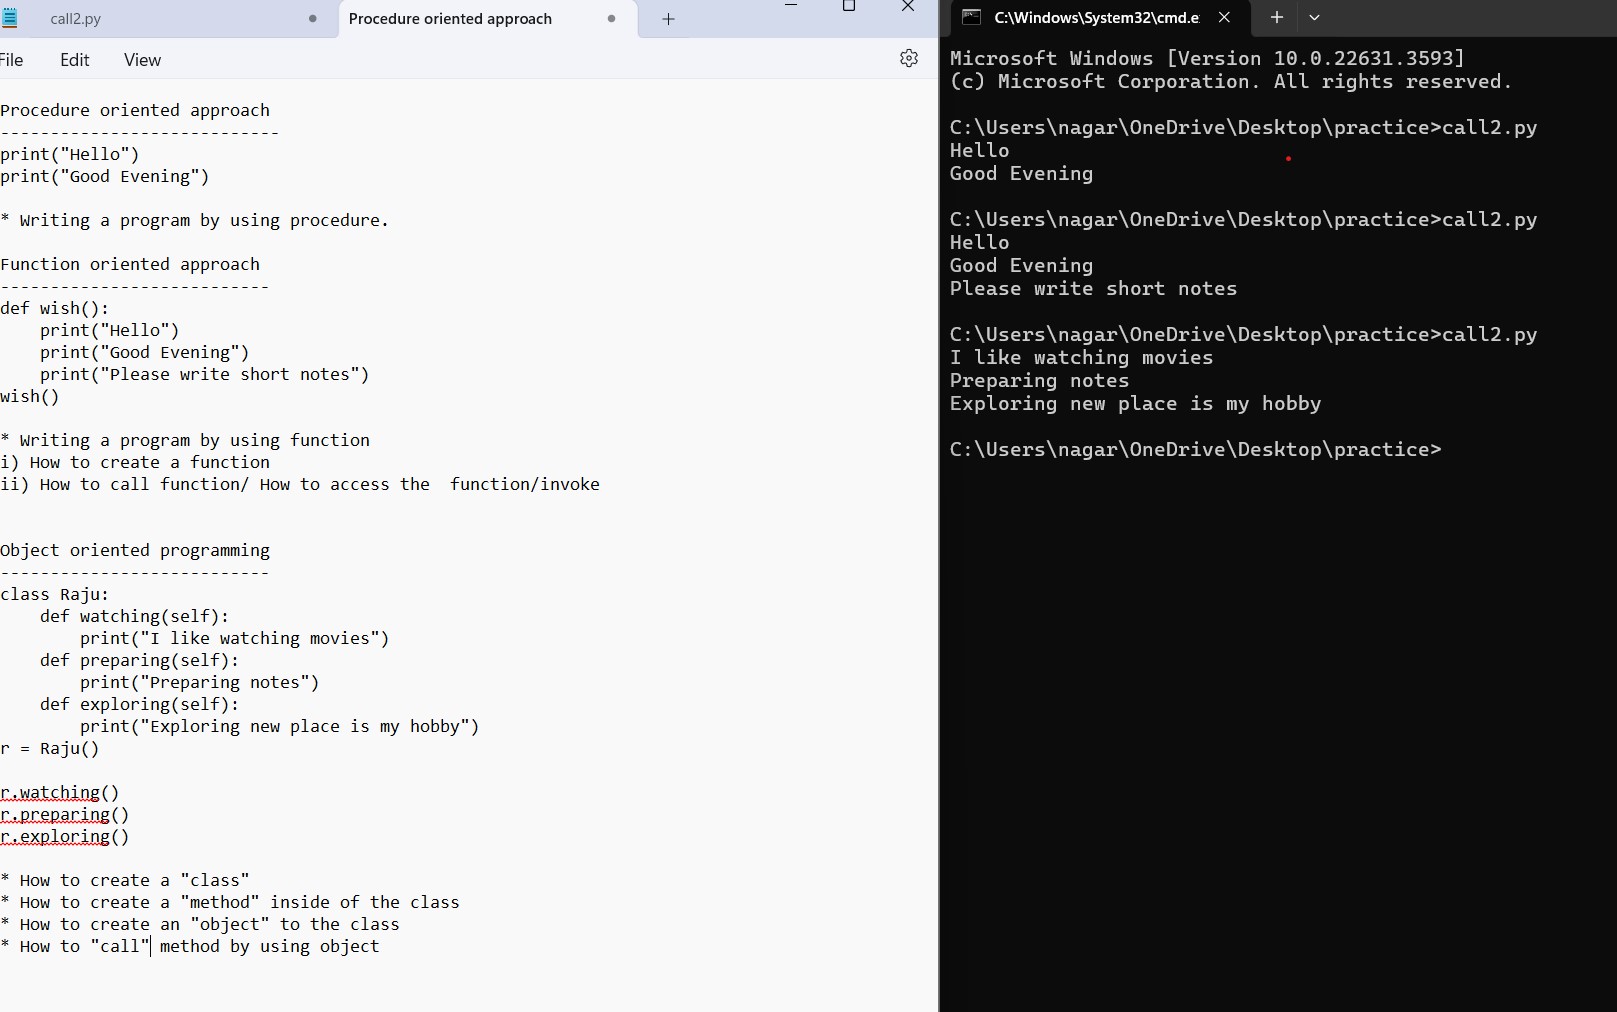 call2.py
Procedure oriented approach
File Edit View
Procedure oriented approach
----------------------------
print("Hello")
print("Good Evening")
* Writing a program by using procedure.
Function oriented approach
---------------------------
def wish():
    print("Hello")
    print("Good Evening")
    print("Please write short notes")
wish()
* Writing a program by using function
i) How to create a function
ii) How to call function/ How to access the  function/invoke
Object oriented programming
---------------------------
class Raju:
    def watching(self):
        print("I like watching movies")
    def preparing(self):
        print("Preparing notes")
    def exploring(self):
        print("Exploring new place is my hobby")
r = Raju()
r.watching()
r.preparing()
r.exploring()
* How to create a "class"
* How to create a "method" inside of the class
* How to create an "object" to the class
* How to "call" method by using object
C:\Windows\System32\cmd.e
Microsoft Windows [Version 10.0.22631.3593]
(c) Microsoft Corporation. All rights reserved.
C:\Users\nagar\OneDrive\Desktop\practice>call2.py
Hello
Good Evening
C:\Users\nagar\OneDrive\Desktop\practice>call2.py
Hello
Good Evening
Please write short notes
C:\Users\nagar\OneDrive\Desktop\practice>call2.py
I like watching movies
Preparing notes
Exploring new place is my hobby
C:\Users\nagar\OneDrive\Desktop\practice>